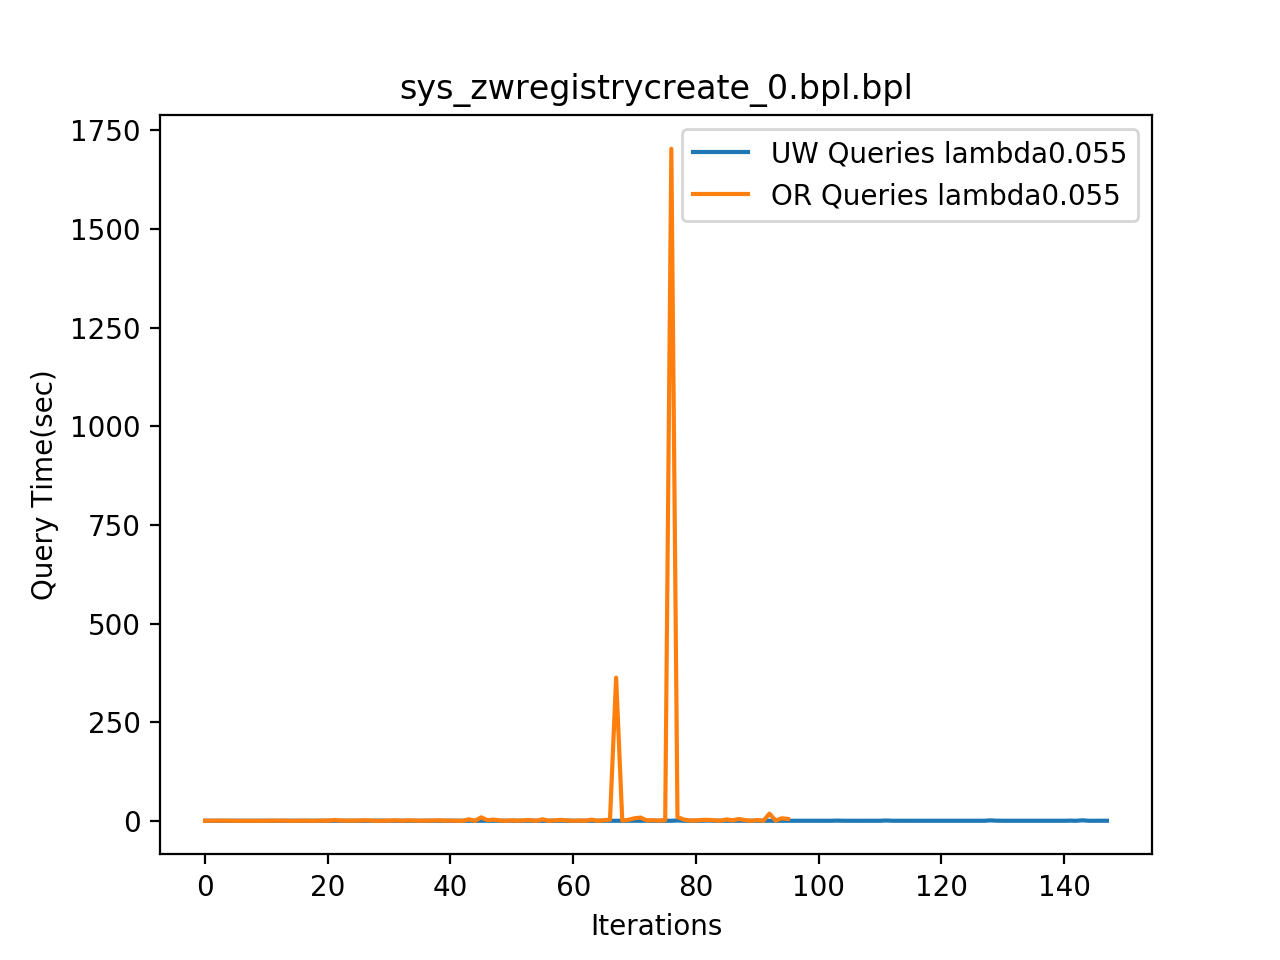 sys_zwregistrycreate_0.bpl.bpl
UW Queries lambda0.055
OR Queries lambda0.055
Query Time(sec)
1750
1500
1250
1000
750
500
250
0
0 20 40 60 80 100 120 140
Iterations